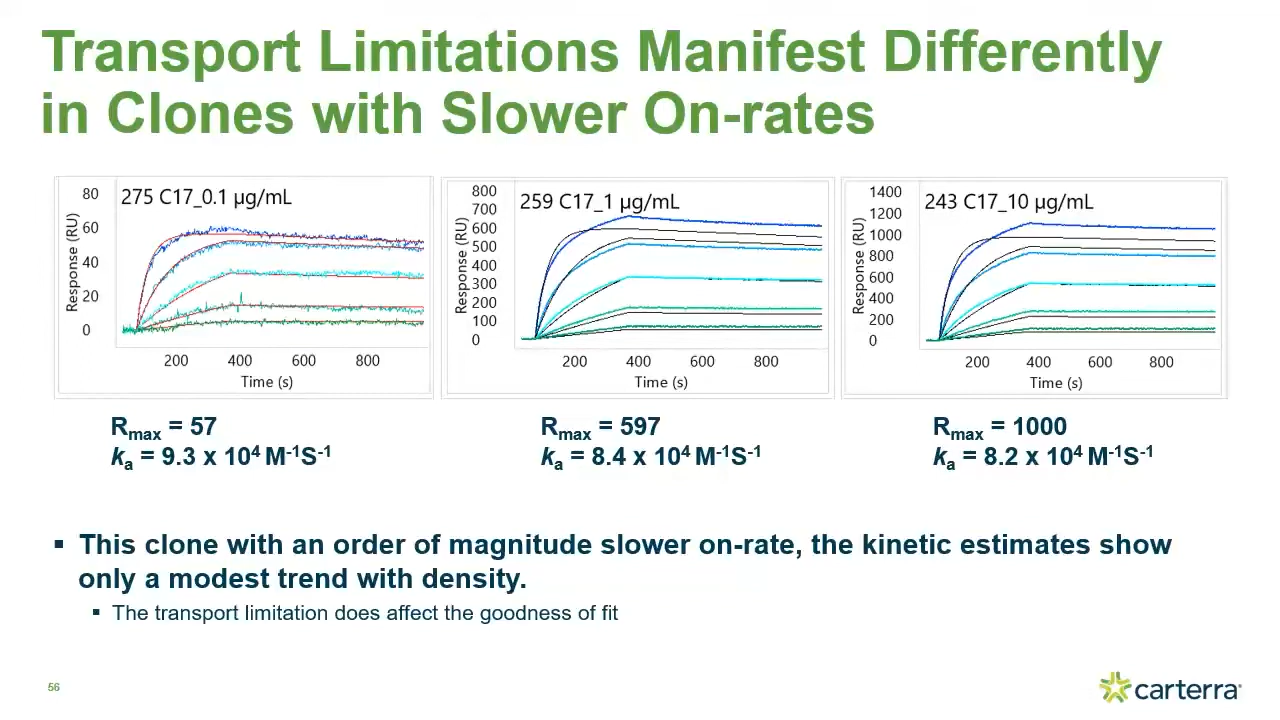 Transport Limitations Manifest Differently
in Clones with Slower On-rates
275 C17_0.1 µg/mL
80
60
40
20
0
Response (RU)
200 400 600 800
Time (s)
259 C17_1 µg/mL
800
700
600
500
400
300
200
100
0
Response (RU)
200 400 600 800
Time (s)
243 C17_10 µg/mL
1400
1200
1000
800
600
400
200
0
Response (RU)
200 400 600 800
Time (s)
Rmax = 57
ka = 9.3 x 10⁴ M⁻¹S⁻¹
Rmax = 597
ka = 8.4 x 10⁴ M⁻¹S⁻¹
Rmax = 1000
ka = 8.2 x 10⁴ M⁻¹S⁻¹
▪ This clone with an order of magnitude slower on-rate, the kinetic estimates show
only a modest trend with density.
▪ The transport limitation does affect the goodness of fit
56
carterra